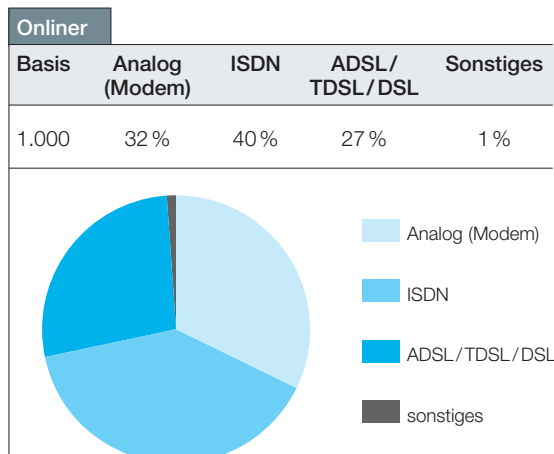 Onliner
Basis Analog (Modem) ISDN ADSL/TDSL/DSL Sonstiges
1.000 32 % 40 % 27 % 1 %
Analog (Modem)
ISDN
ADSL/TDSL/DSL
sonstiges